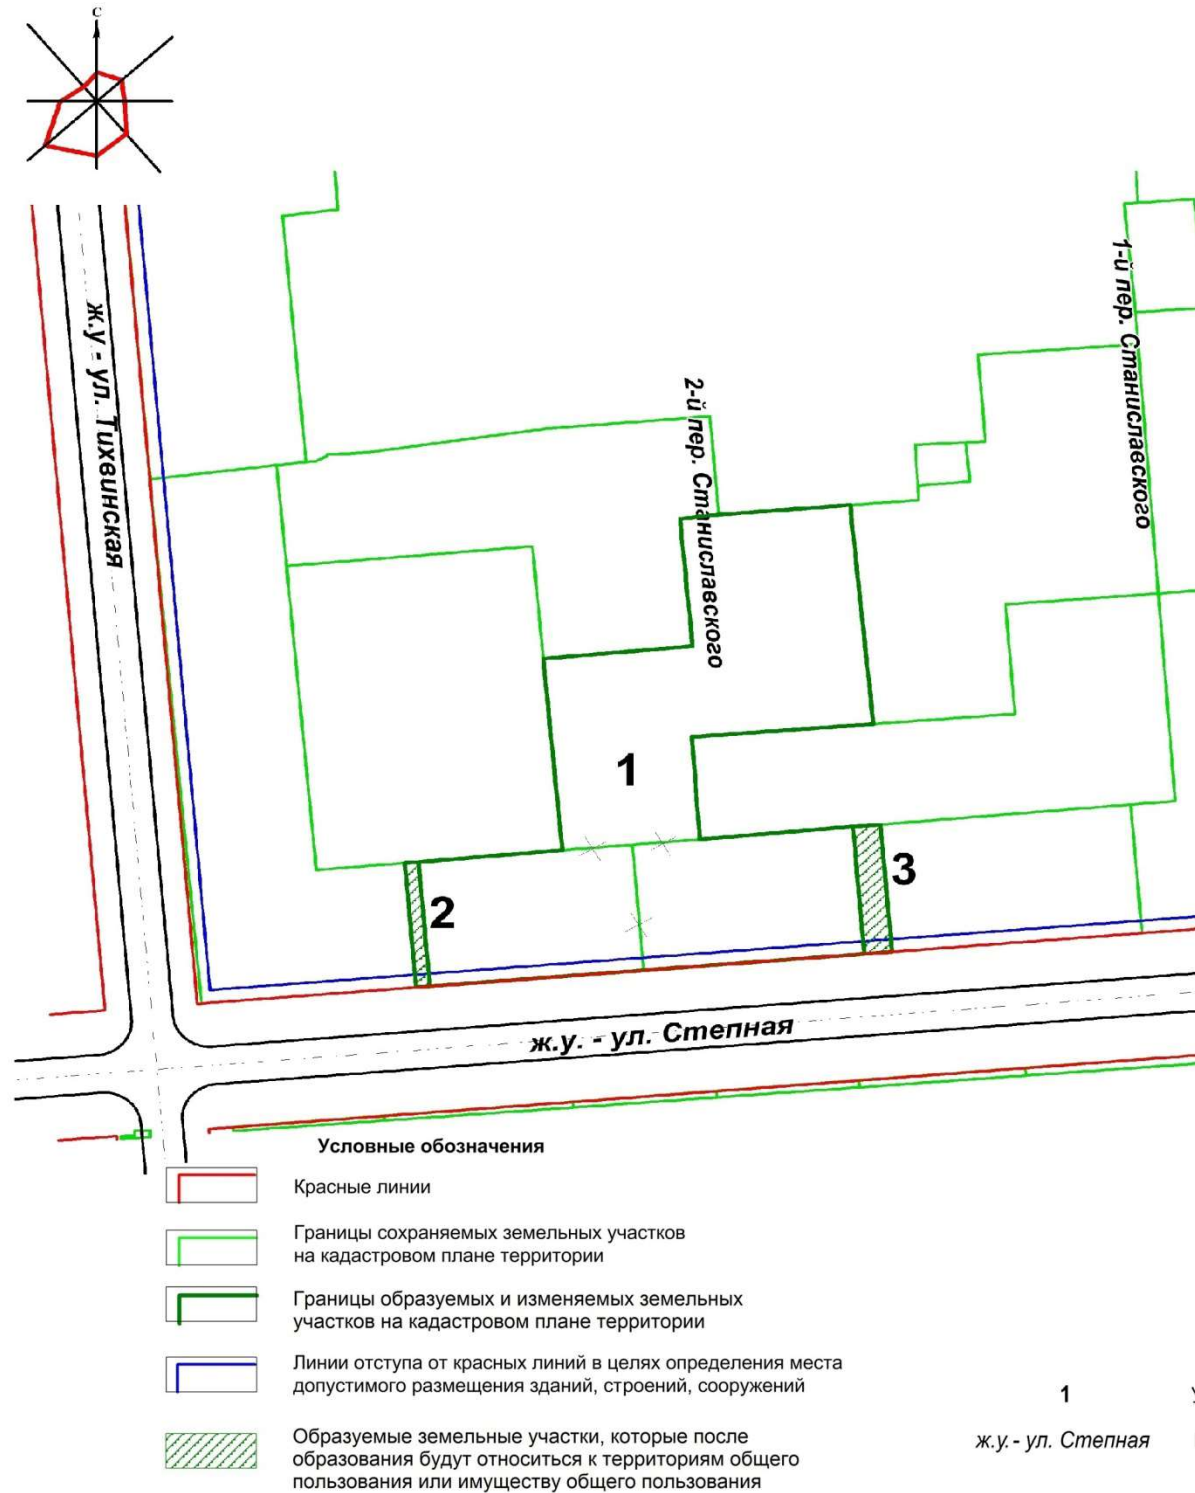 С
ж.у - ул. Тихвинская
2-й пер. Станиславского
1-й пер. Станиславского
1
2
3
ж.у. - ул. Степная
Условные обозначения
Красные линии
Границы сохраняемых земельных участков
на кадастровом плане территории
Границы образуемых и изменяемых земельных
участков на кадастровом плане территории
Линии отступа от красных линий в целях определения места
допустимого размещения зданий, строений, сооружений
Образуемые земельные участки, которые после
образования будут относиться к территориям общего
пользования или имуществу общего пользования
1
ж.у. - ул. Степная